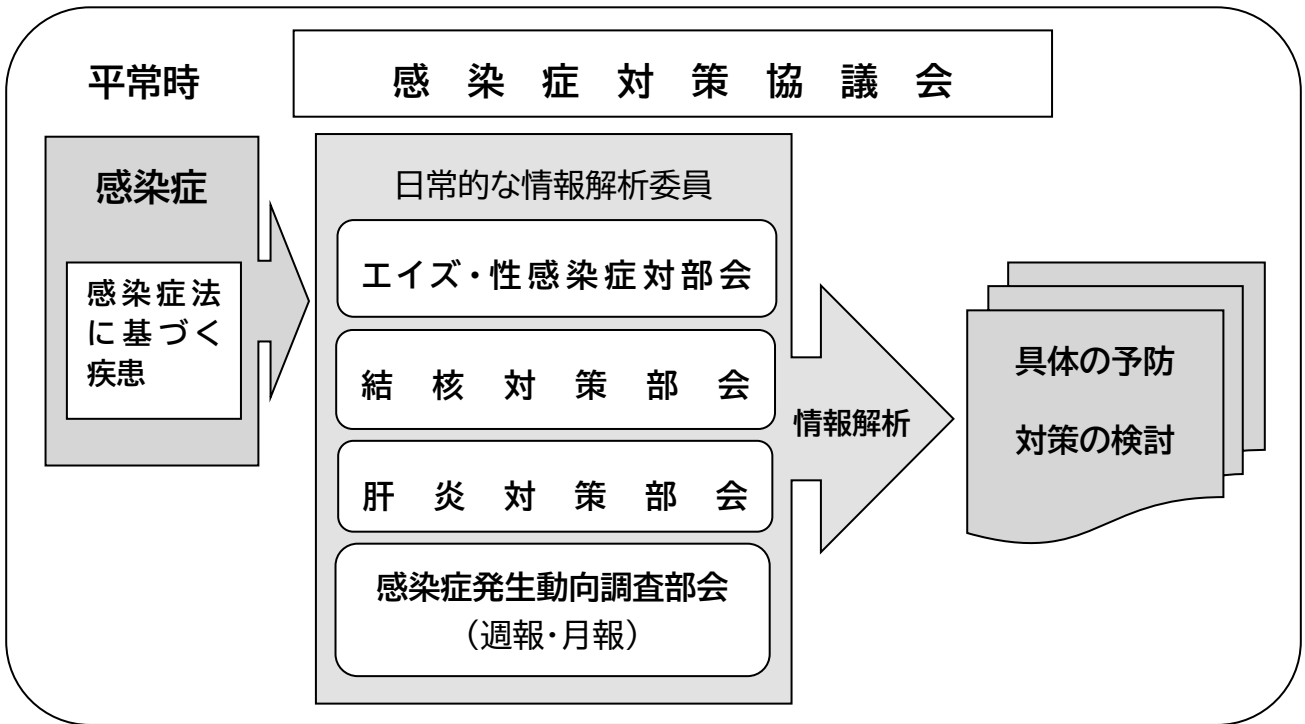 平常時
感染症対策協議会
感染症
感染症法
に基づく
疾患
日常的な情報解析委員
エイズ・性感染症対部会
結核対策部会
肝炎対策部会
感染症発生動向調査部会
（週報・月報）
情報解析
具体の予防
対策の検討